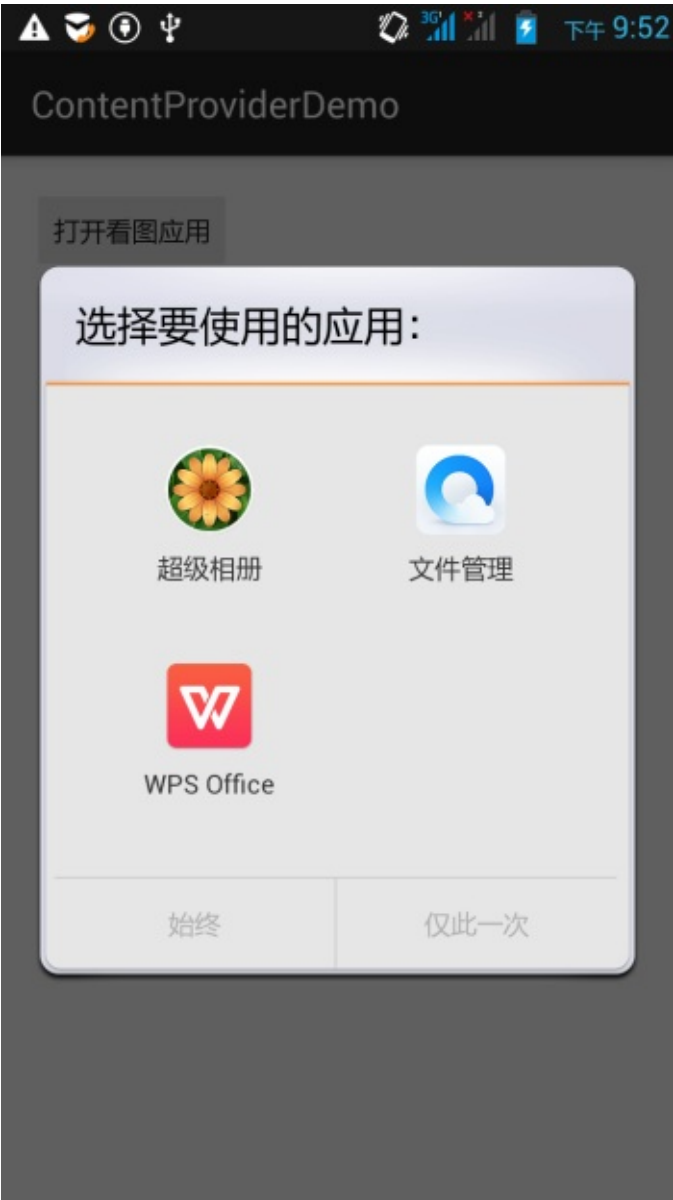 3G
下午 9:52
ContentProviderDemo
打开看图应用
选择要使用的应用：
超级相册
文件管理
WPS Office
始终
仅此一次